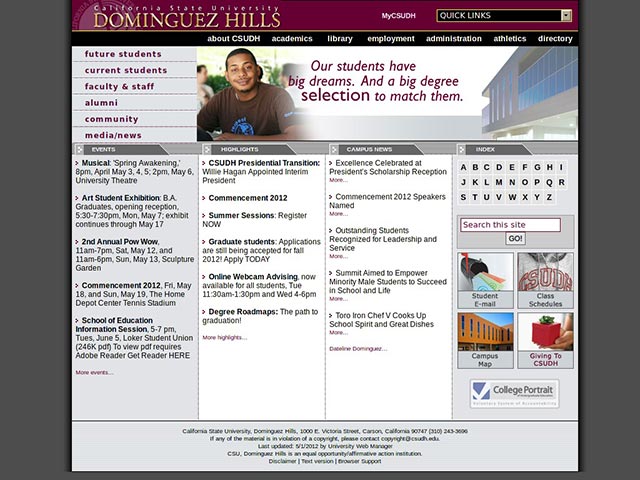 California State University
DOMINGUEZ HILLS
MyCSUDH
QUICK LINKS
about CSUDH academics library employment administration athletics directory
future students
current students
faculty & staff
alumni
community
media/news
Our students have
big dreams. And a big degree
selection to match them.
EVENTS
Musical: 'Spring Awakening,'
8pm, April May 3, 4, 5; 2pm, May 6,
University Theatre
Art Student Exhibition: B.A.
Graduates, opening reception,
5:30-7:30pm, Mon, May 7; exhibit
continues through May 17
2nd Annual Pow Wow,
11am-7pm, Sat, May 12, and
11am-6pm, Sun, May 13, Sculpture
Garden
Commencement 2012, Fri, May
18, and Sun, May 19, The Home
Depot Center Tennis Stadium
School of Education
Information Session, 5-7 pm,
Tues, June 5, Loker Student Union
(246K pdf) To view pdf requires
Adobe Reader Get Reader HERE
More events...
HIGHLIGHTS
CSUDH Presidential Transition:
Willie Hagan Appointed Interim
President
Commencement 2012
Summer Sessions: Register
NOW
Graduate students: Applications
are still being accepted for fall
2012! Apply TODAY
Online Webcam Advising, now
available for all students, Tue
11:30am-1:30pm and Wed 4-6pm
Degree Roadmaps: The path to
graduation!
More highlights...
CAMPUS NEWS
Excellence Celebrated at
President's Scholarship Reception
More...
Commencement 2012 Speakers
Named
More...
Outstanding Students
Recognized for Leadership and
Service
More...
Summit Aimed to Empower
Minority Male Students to Succeed
in School and Life
More...
Toro Iron Chef V Cooks Up
School Spirit and Great Dishes
More...
Dateline Dominguez...
INDEX
A B C D E F G H I
J K L M N O P Q R
S T U V W X Y Z
Search this site
GO!
Student
E-mail
CSUDH
Class
Schedules
Campus
Map
Giving To
CSUDH
College Portrait
Voluntary System of Accountability
California State University, Dominguez Hills, 1000 E. Victoria Street, Carson, California 90747 (310) 243-3696
If any of the material is in violation of a copyright, please contact copyright@csudh.edu.
Last updated: 5/1/2012 by University Web Manager
CSU, Dominguez Hills is an equal opportunity/affirmative action institution.
Disclaimer | Text version | Browser Support